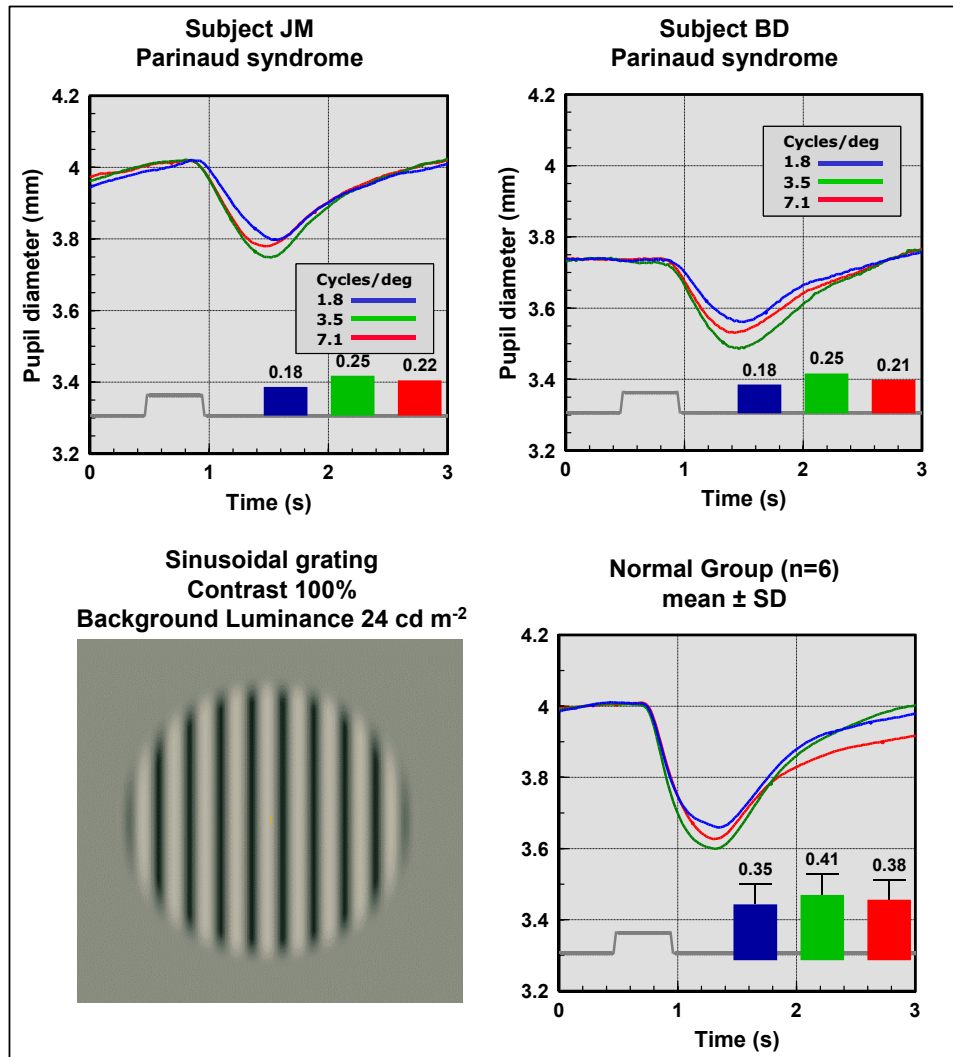 Subject JM
Parinaud syndrome
4.2
4
3.8
3.6
3.4
3.2
Pupil diameter (mm)
Cycles/deg
1.8
3.5
7.1
0.18
0.25
0.22
0
1
2
3
Time (s)
Subject BD
Parinaud syndrome
4.2
4
3.8
3.6
3.4
3.2
Pupil diameter (mm)
Cycles/deg
1.8
3.5
7.1
0.18
0.25
0.21
0
1
2
3
Time (s)
Sinusoidal grating
Contrast 100%
Background Luminance 24 cd m-2
Normal Group (n=6)
mean ± SD
4.2
4
3.8
3.6
3.4
3.2
0.35
0.41
0.38
0
1
2
3
Time (s)